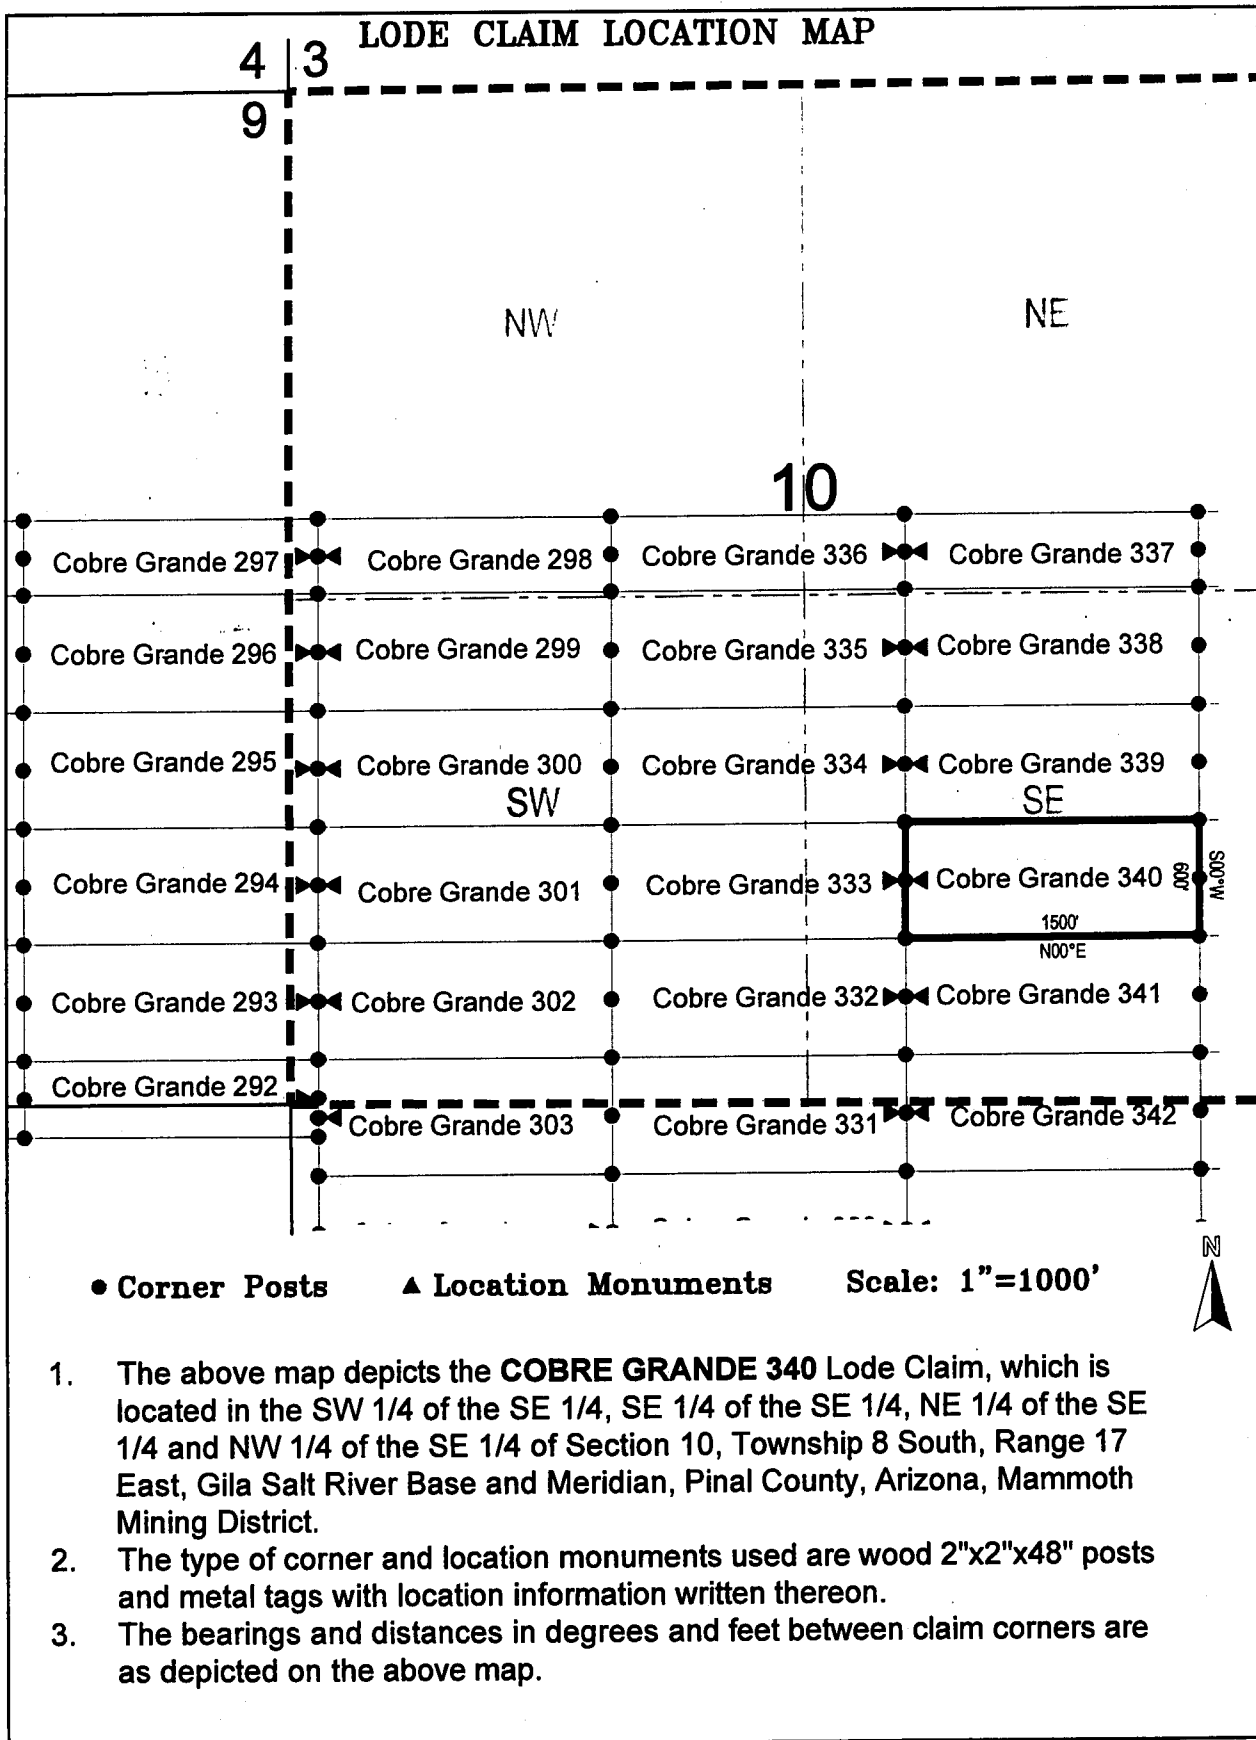 LODE CLAIM LOCATION MAP
4 3
9
NW NE
10
Cobre Grande 297 Cobre Grande 298 Cobre Grande 336 Cobre Grande 337
Cobre Grande 296 Cobre Grande 299 Cobre Grande 335 Cobre Grande 338
Cobre Grande 295 Cobre Grande 300 Cobre Grande 334 Cobre Grande 339
SW SE
Cobre Grande 294 Cobre Grande 301 Cobre Grande 333 Cobre Grande 340 600' S00°W
1500'
N00°E
Cobre Grande 293 Cobre Grande 302 Cobre Grande 332 Cobre Grande 341
Cobre Grande 292
Cobre Grande 303 Cobre Grande 331 Cobre Grande 342
N
Corner Posts Location Monuments Scale: 1"=1000'
1. The above map depicts the COBRE GRANDE 340 Lode Claim, which is
located in the SW 1/4 of the SE 1/4, SE 1/4 of the SE 1/4, NE 1/4 of the SE
1/4 and NW 1/4 of the SE 1/4 of Section 10, Township 8 South, Range 17
East, Gila Salt River Base and Meridian, Pinal County, Arizona, Mammoth
Mining District.
2. The type of corner and location monuments used are wood 2"x2"x48" posts
and metal tags with location information written thereon.
3. The bearings and distances in degrees and feet between claim corners are
as depicted on the above map.